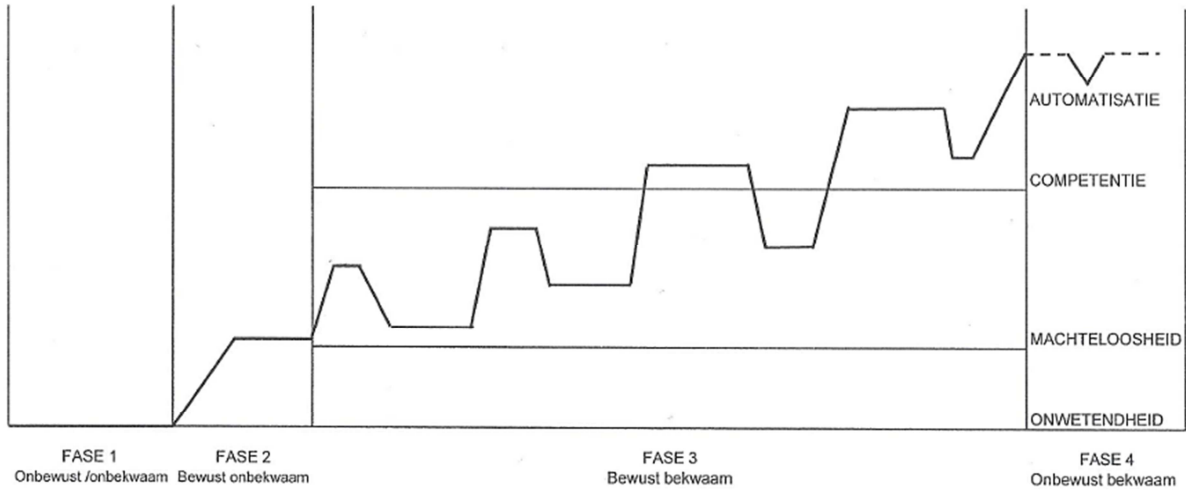 AUTOMATISATIE
COMPETENTIE
MACHTELOOSHEID
ONWETENDHEID
FASE 1
Onbewust /onbekwaam
FASE 2
Bewust onbekwaam
FASE 3
Bewust bekwaam
FASE 4
Onbewust bekwaam